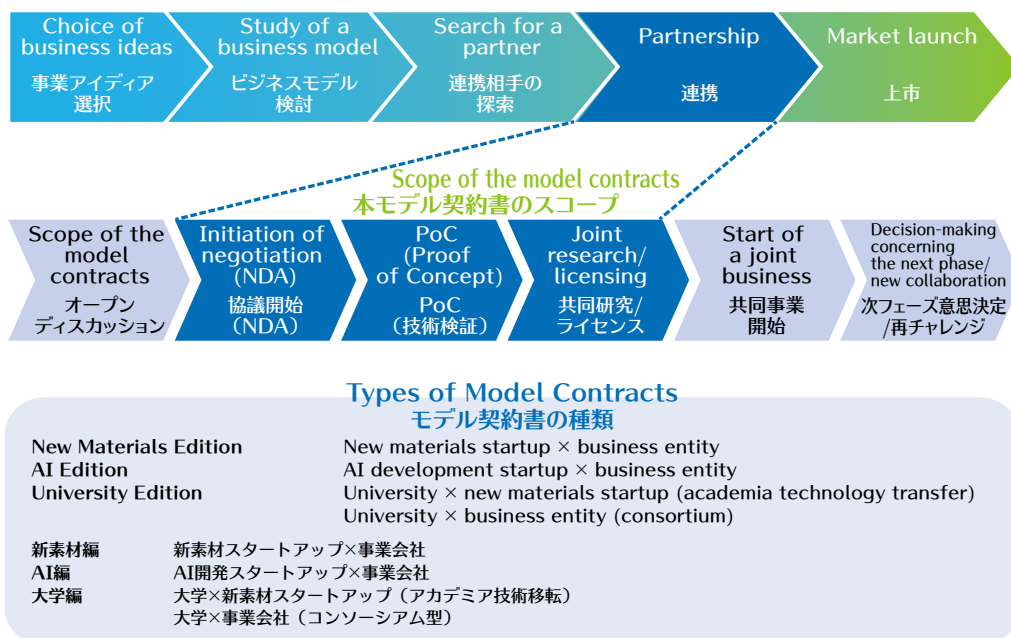 Choice of
business ideas
事業アイディア
選択
Study of a
business model
ビジネスモデル
検討
Search for a
partner
連携相手の
探索
Partnership
連携
Market launch
上市
Scope of the model contracts
本モデル契約書のスコープ
Scope of the
model
contracts
オープン
ディスカッション
Initiation of
negotiation
(NDA)
協議開始
（NDA）
PoC
(Proof
of Concept)
PoC
（技術検証）
Joint
research/
licensing
共同研究/
ライセンス
Start of
a joint
business
共同事業
開始
Decision-making
concerning
the next phase/
new collaboration
次フェーズ意思決定
/再チャレンジ
Types of Model Contracts
モデル契約書の種類
New Materials Edition New materials startup × business entity
AI Edition AI development startup × business entity
University Edition University × new materials startup (academia technology transfer)
University × business entity (consortium)
新素材編 新素材スタートアップ×事業会社
AI編 AI開発スタートアップ×事業会社
大学編 大学×新素材スタートアップ（アカデミア技術移転）
大学×事業会社（コンソーシアム型）